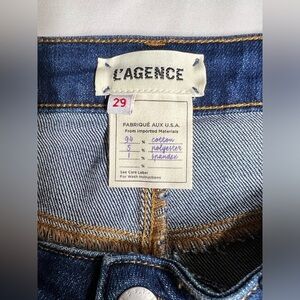 L'AGENCE
29
FABRIQUÉ AUX U.S.A.
From Imported Materials
94 % cotton
5 % polyester
1 % spandex
%
See Care Label
For Wash Instructions